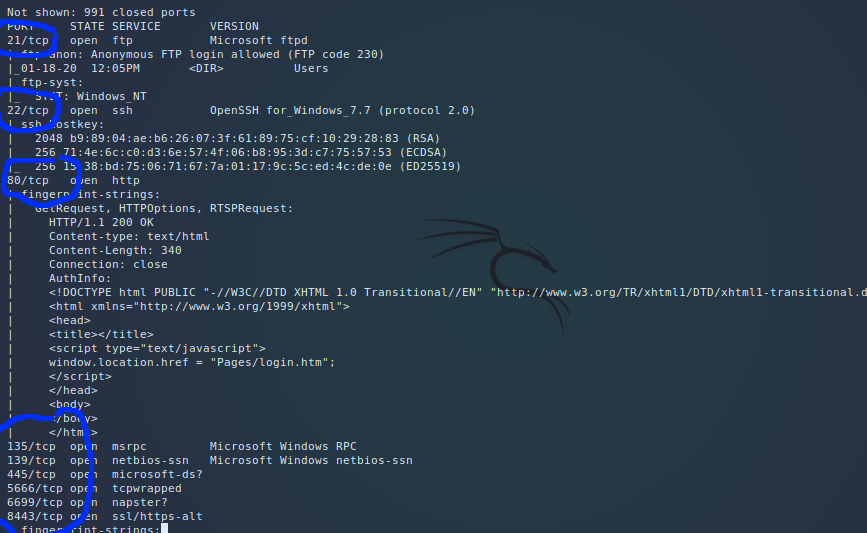 Not shown: 991 closed ports
PORT STATE SERVICE VERSION
21/tcp open ftp Microsoft ftpd
| ftp-anon: Anonymous FTP login allowed (FTP code 230)
|_01-18-20 12:05PM <DIR> Users
| ftp-syst:
|_ SYST: Windows_NT
22/tcp open ssh OpenSSH for_Windows_7.7 (protocol 2.0)
| ssh-hostkey:
| 2048 b9:89:04:ae:b6:26:07:3f:61:89:75:cf:10:29:28:83 (RSA)
| 256 71:4e:6c:c0:d3:6e:57:4f:06:b8:95:3d:c7:75:57:53 (ECDSA)
|_ 256 15:38:bd:75:06:71:67:7a:01:17:9c:5c:ed:4c:de:0e (ED25519)
80/tcp open http
| fingerprint-strings:
| GetRequest, HTTPOptions, RTSPRequest:
| HTTP/1.1 200 OK
| Content-type: text/html
| Content-Length: 340
| Connection: close
| AuthInfo:
| <!DOCTYPE html PUBLIC "-//W3C//DTD XHTML 1.0 Transitional//EN" "http://www.w3.org/TR/xhtml1/DTD/xhtml1-transitional.d
| <html xmlns="http://www.w3.org/1999/xhtml">
| <head>
| <title></title>
| <script type="text/javascript">
| window.location.href = "Pages/login.htm";
| </script>
| </head>
| <body>
| </body>
| </html>
135/tcp open msrpc Microsoft Windows RPC
139/tcp open netbios-ssn Microsoft Windows netbios-ssn
445/tcp open microsoft-ds?
5666/tcp open tcpwrapped
6699/tcp open napster?
8443/tcp open ssl/https-alt
| fingerprint-strings: